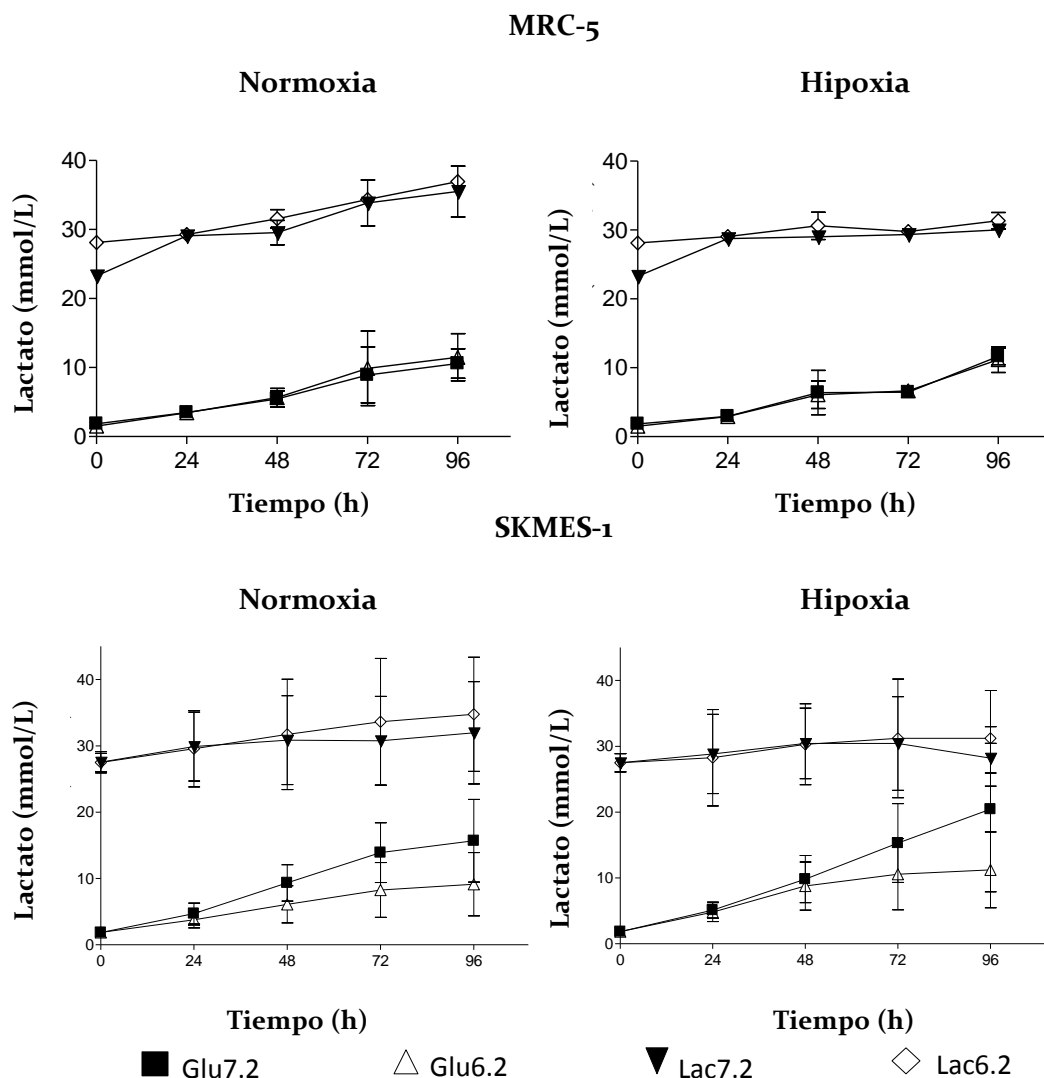 MRC-5
Normoxia
Hipoxia
Lactato (mmol/L)
40
30
20
10
0
0 24 48 72 96
Tiempo (h)
Lactato (mmol/L)
40
30
20
10
0
0 24 48 72 96
Tiempo (h)
SKMES-1
Normoxia
Hipoxia
Lactato (mmol/L)
40
30
20
10
0
0 24 48 72 96
Tiempo (h)
Lactato (mmol/L)
40
30
20
10
0
0 24 48 72 96
Tiempo (h)
Glu7.2 Glu6.2 Lac7.2 Lac6.2